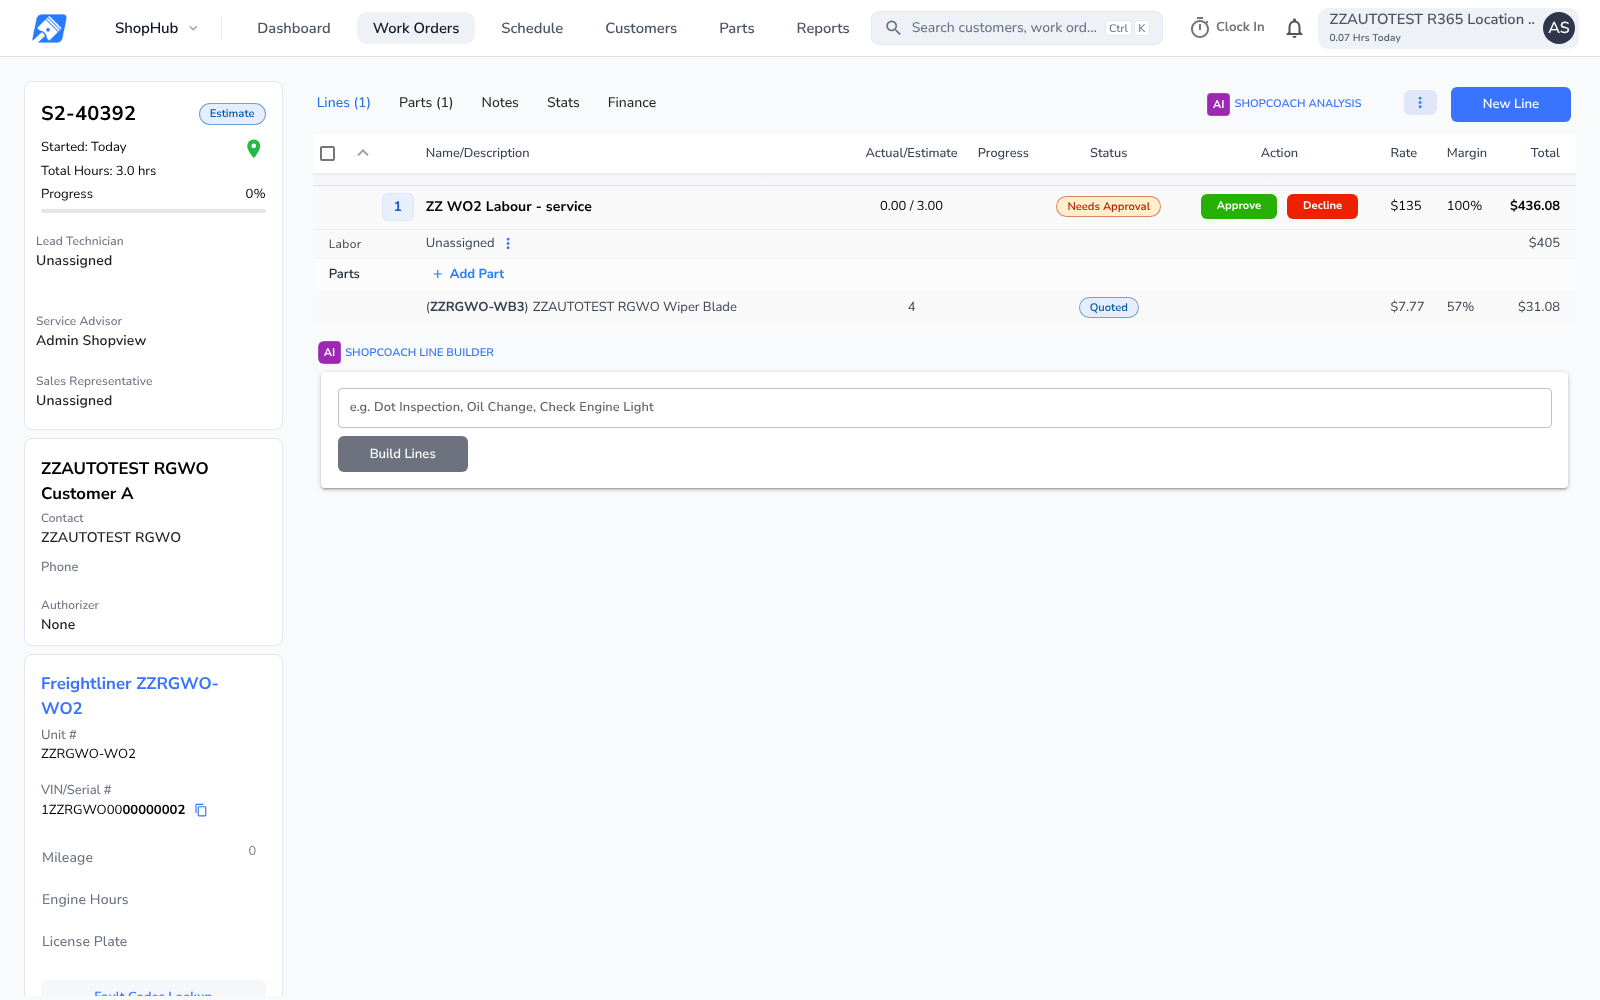 ShopHub
Dashboard
Work Orders
Schedule
Customers
Parts
Reports
Search customers, work ord...
Ctrl
K
Clock In
ZZAUTOTEST R365 Location ..
0.07 Hrs Today
AS
S2-40392
Estimate
Started: Today
Total Hours: 3.0 hrs
Progress
0%
Lead Technician
Unassigned
Service Advisor
Admin Shopview
Sales Representative
Unassigned
ZZAUTOTEST RGWO
Customer A
Contact
ZZAUTOTEST RGWO
Phone
Authorizer
None
Freightliner ZZRGWO-
WO2
Unit #
ZZRGWO-WO2
VIN/Serial #
1ZZRGWO0000000002
Mileage
0
Engine Hours
License Plate
Fault Codes Lookup
Lines (1)
Part (1)
Notes
Stats
Finance
AI SHOPCOACH ANALYSIS
New Line
Name/Description
Actual/Estimate
Progress
Status
Action
Rate
Margin
Total
1
ZZ WO2 Labour - service
0.00 / 3.00
Needs Approval
Approve
Decline
$135
100%
$436.08
Labor
Unassigned
$405
Parts
+ Add Part
(ZZRGWO-WB3) ZZAUTOTEST RGWO Wiper Blade
4
Quoted
$7.77
57%
$31.08
AI SHOPCOACH LINE BUILDER
e.g. Dot Inspection, Oil Change, Check Engine Light
Build Lines